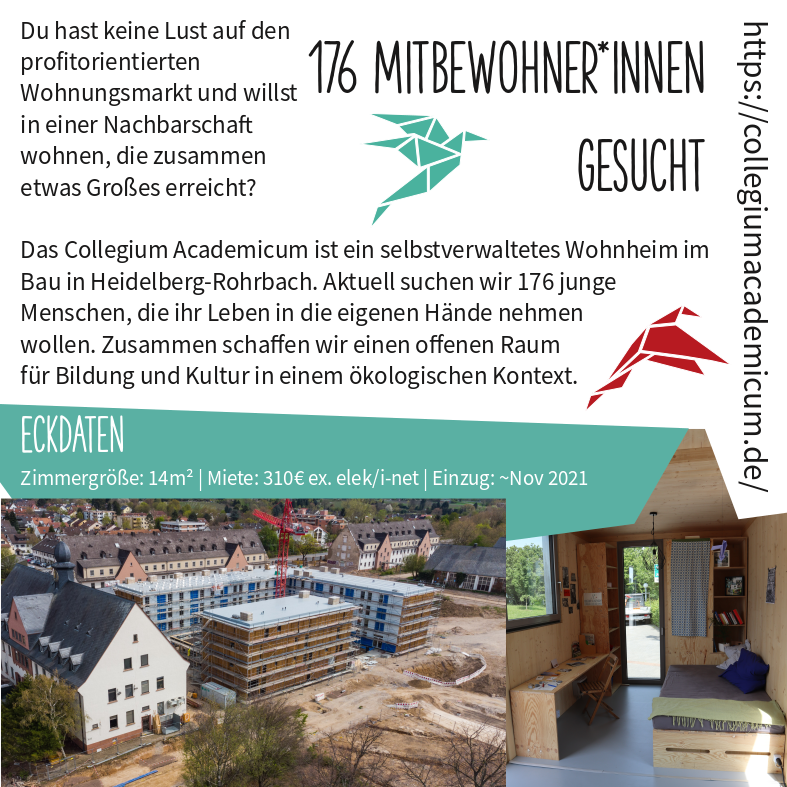 Du hast keine Lust auf den
profitorientierten
Wohnungsmarkt und willst
in einer Nachbarschaft
wohnen, die zusammen
etwas Großes erreicht?
176 MITBEWOHNER*INNEN
GESUCHT
https://collegiumacademicum.de/
Das Collegium Academicum ist ein selbstverwaltetes Wohnheim im
Bau in Heidelberg-Rohrbach. Aktuell suchen wir 176 junge
Menschen, die ihr Leben in die eigenen Hände nehmen
wollen. Zusammen schaffen wir einen offenen Raum
für Bildung und Kultur in einem ökologischen Kontext.
ECKDATEN
Zimmergröße: 14m² | Miete: 310€ ex. elek/i-net | Einzug: ~Nov 2021